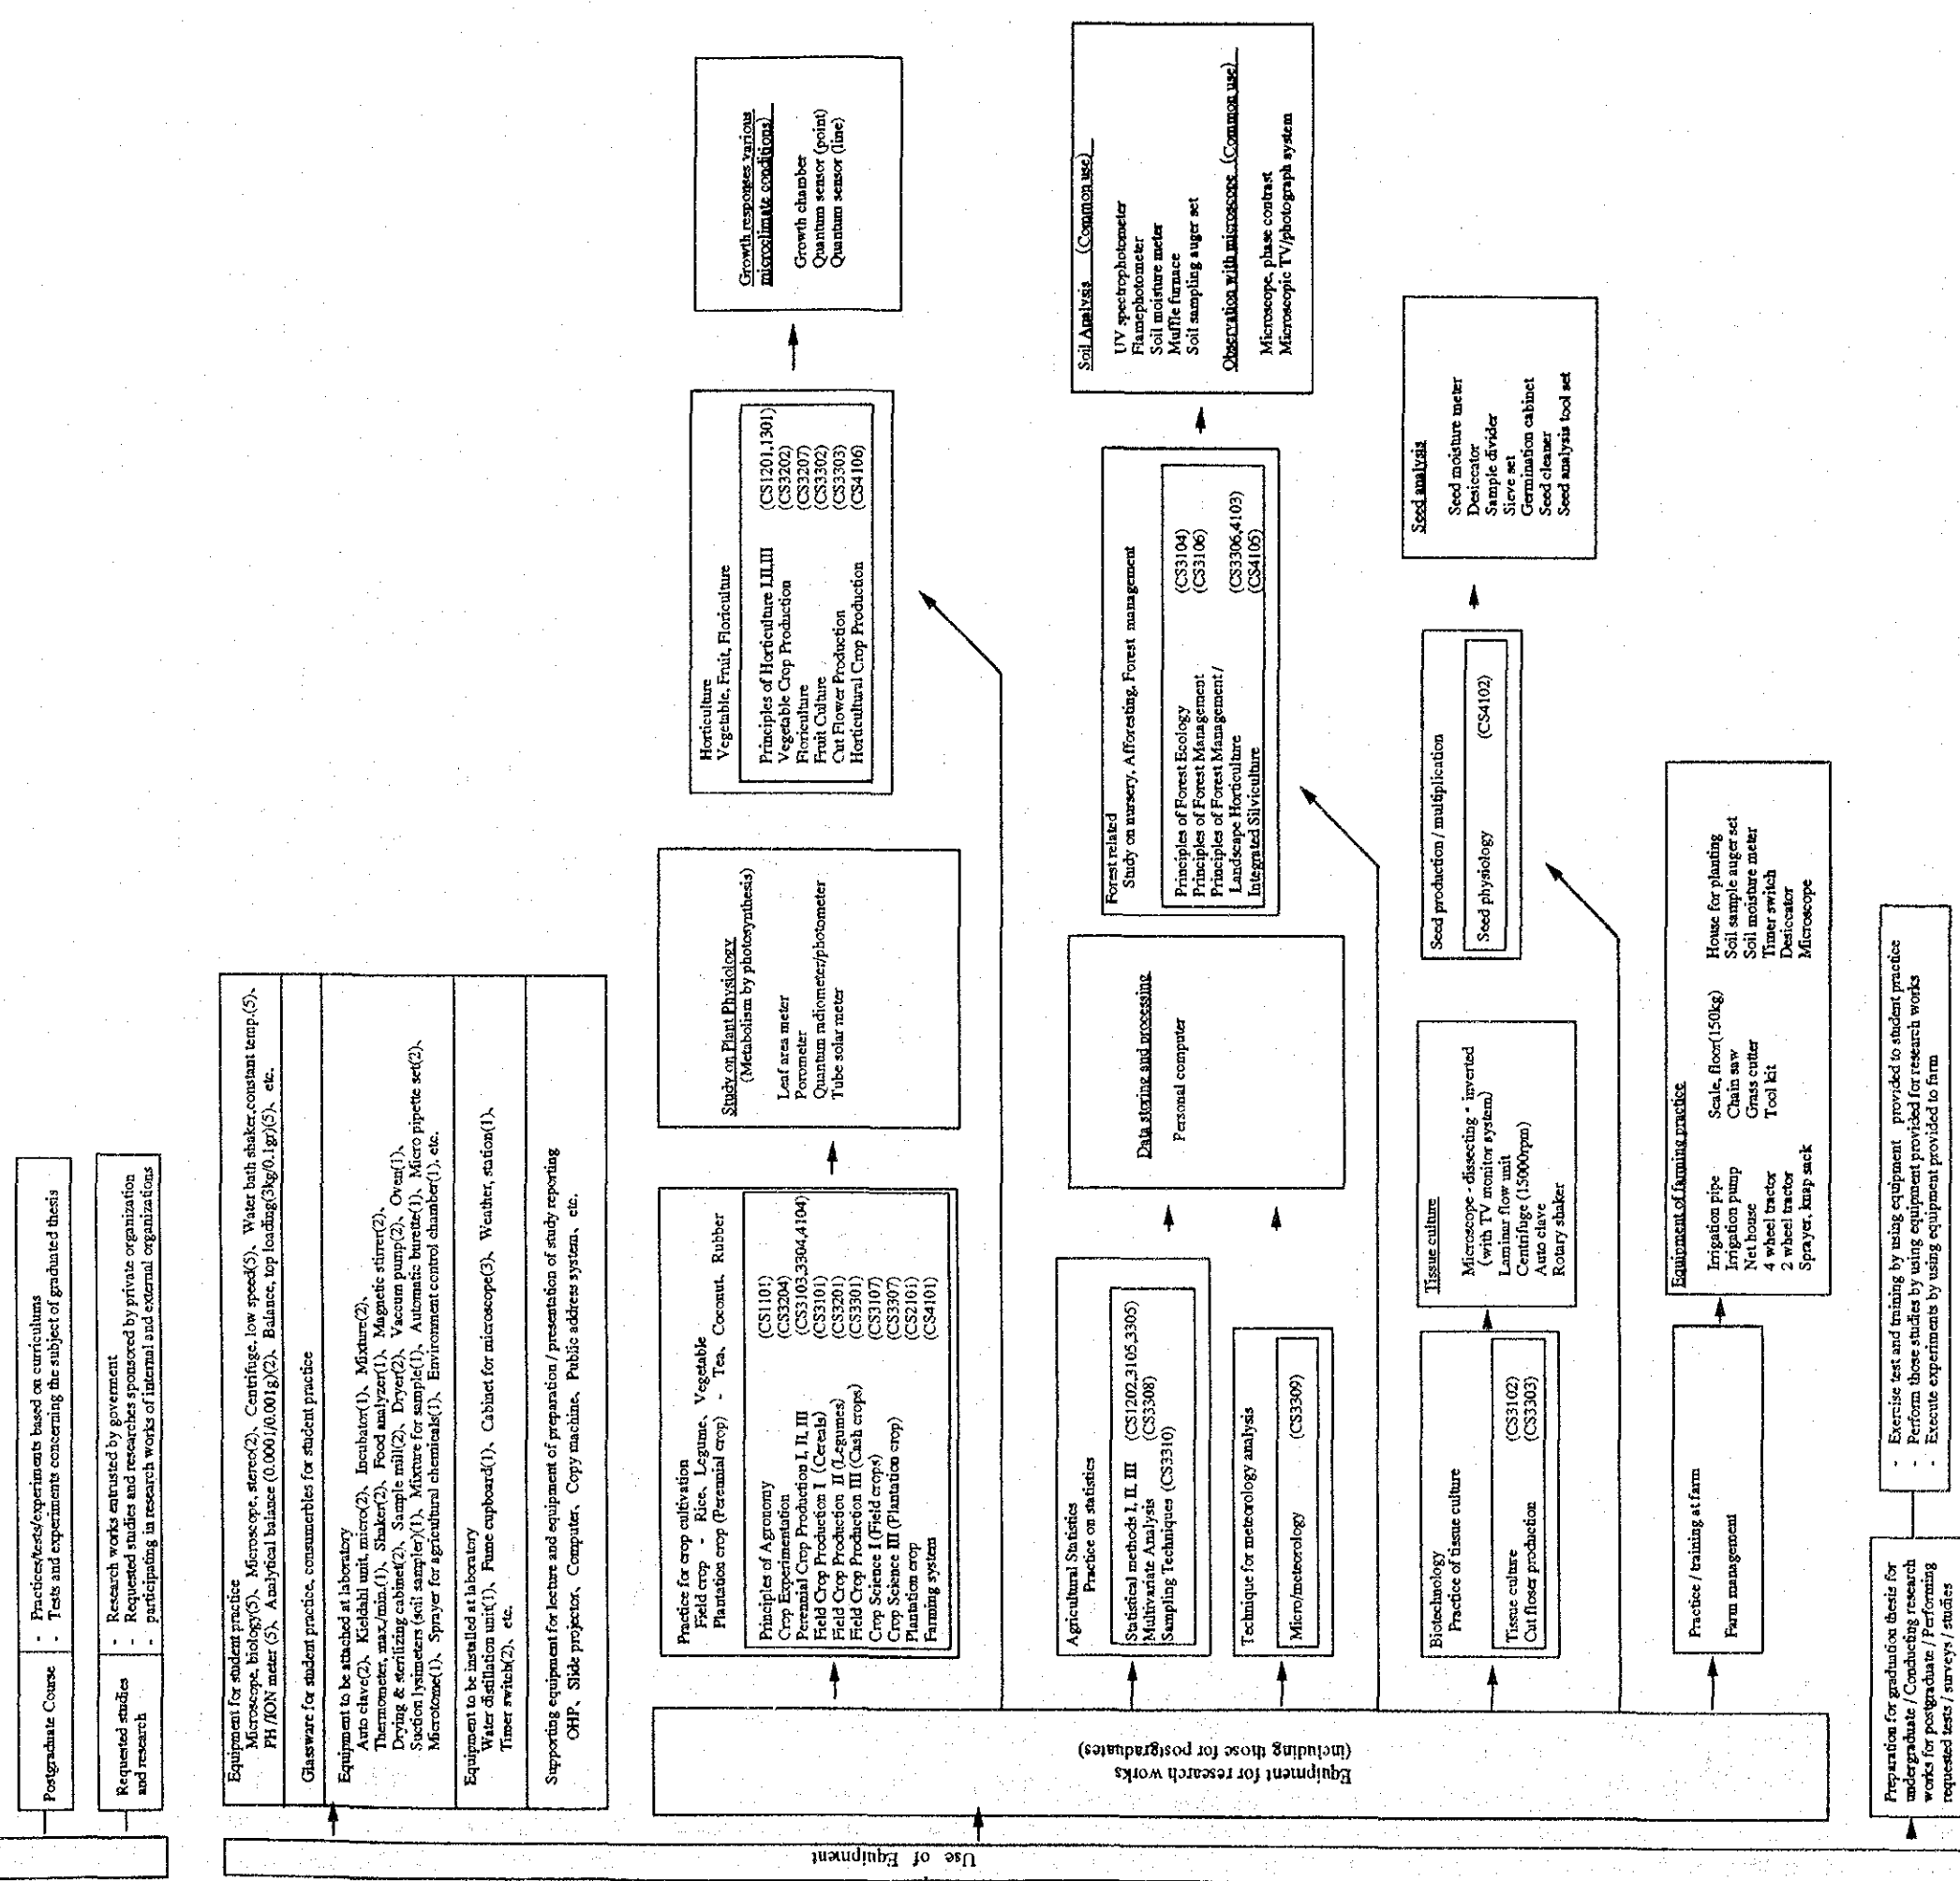 Postgraduate Course
- Practices/tests/experiments based on curriculums
- Tests and experiments concerning the subject of graduated thesis
Requested studies
and research
- Research works entrusted by goverment
- Requested studies and researches sponsored by private organization
- participating in research works of internal and external organizations
Use of Equipment
Equipment for student practice
Microscope, biology(5)、 Microscope, stereo(2)、 Centrifuge, low speed(5)、 Water bath shaker,constant temp.(5)、
PH /ION meter (5)、 Analytical balance (0.0001/0.001g)(2)、 Balance, top loading(3kg/0.1gr)(5)、 etc.
Glassware for student practice, consumerbles for student practice
Equipment to be attached at laboratory
Auto clave(2)、 Kieldahl unit, micro(2)、 Incubator(1)、 Mixture(2)、
Thermometer, max./min.(1)、 Shaker(2)、 Food analyzer(1)、 Magnetic stirrer(2)、
Drying & sterilizing cabinet(2)、 Sample mill(2)、 Dryer(2)、 Vaccum pump(2)、 Oven(1)、
Suction lysimeters (soil sampler)(1)、 Mixture for sample(1)、 Automatic burette(1)、 Micro pipette set(2)、
Microtome(1)、 Sprayer for agricultural chemicals(1)、 Environment control chamber(1), etc.
Equipment to be installed at laboratory
Water distillation unit(1)、 Fume cupboard(1)、 Cabinet for microscope(3)、 Weather, station(1)、
Timer switch(2)、 etc.
Supporting equipment for lecture and equipment of preparation / presentation of study reporting
OHP、 Slide projector、 Computer、 Copy machine、 Public address system、 etc.
Equipment for research works
(including those for postgraduates)
Practice for crop cultivation
Field crop - Rice、 Legume、 Vegetable
Plantation crop (Perennial crop) - Tea、 Coconut、 Rubber
Principles of Agronomy (CS1101)
Crop Experimentation (CS3204)
Perennial Crop Production I, II, III (CS3103,3304,4104)
Field Crop Production I (Cereals) (CS3101)
Field Crop Production II (Legumes) (CS3201)
Field Crop Production III (Cash crops) (CS3301)
Crop Science I (Field crops) (CS3107)
Crop Science III (Plantation crop) (CS3307)
Plantation crop (CS2101)
Farming system (CS4101)
Study on Plant Physiology
(Metabolism by photosynthesis)
Leaf area meter
Porometer
Quantum radiometer/photometer
Tube solar meter
Horticulture
Vegetable, Fruit, Floriculture
Principles of Horticulture I,II,III (CS1201,1301)
Vegetable Crop Production (CS3202)
Floriculture (CS3207)
Fruit Culture (CS3302)
Cut Flower Production (CS3303)
Horticultural Crop Production (CS4106)
Growth responses various
microclimate conditions)
Growth chamber
Quantum sensor (point)
Quantum sensor (line)
Agricultural Statistics
Practice on statistics
Statistical methods I, II, III (CS1202,3105,3305)
Multivariate Analysis (CS3308)
Sampling Techniques (CS3310)
Technique for meteorology analysis
Micro/meteorology (CS3309)
Data storing and processing
Personal computer
Forest related
Study on nursery, Afforesting, Forest management
Principles of Forest Ecology (CS3104)
Principles of Forest Management (CS3106)
Principles of Forest Management /
Landscape Horticulture (CS3306,4103)
Integrated Silviculture (CS4105)
Soil Analysis (Common use)
UV spectrophotometer
Flamephotometer
Soil moisture meter
Muffle furnace
Soil sampling auger set
Observation with microscope (Common use)
Microscope, phase contrast
Microscopic TV/photograph system
Biotechnology
Practice of tissue culture
Tissue culture (CS3102)
Cut floser production (CS3303)
Tissue culture
Microscope - dissecting " inverted
(with TV monitor system)
Laminar flow unit
Centrifuge (15000rpm)
Auto clave
Rotary shaker
Seed production / multiplication
Seed physiology (CS4102)
Seed analysis
Seed moisture meter
Desiccator
Sample divider
Sieve set
Germination cabinet
Seed cleaner
Seed analysis tool set
Practice / training at farm
Farm management
Equipment of farming practice
Irrigation pipe Scale, floor(150kg) House for planting
Irrigation pump Chain saw Soil sample auger set
Net house Grass cutter Soil moisture meter
4 wheel tractor Tool kit Timer switch
2 wheel tractor Desiccator
Sprayer, knap sack Microscope
Preparation for graduation thesis for
undergraduate / Conducting research
works for postgraduate / Performing
requested tests / surveys / studies
- Exercise test and training by using equipment provided to student practice
- Perform those studies by using equipment provided for research works
- Execute experiments by using equipment provided to farm